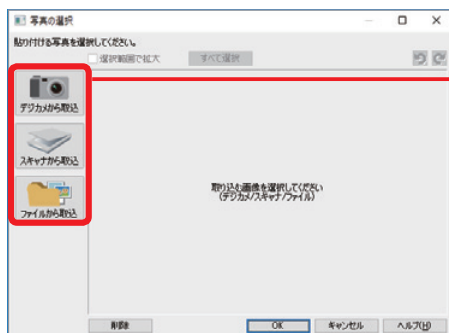 写真の選択
貼り付ける写真を選択してください。
選択範囲で拡大
すべて選択
デジカメから取込
スキャナから取込
ファイルから取込
取り込む画像を選択してください
(デジカメ/スキャナ/ファイル)
削除
OK
キャンセル
ヘルプ(H)